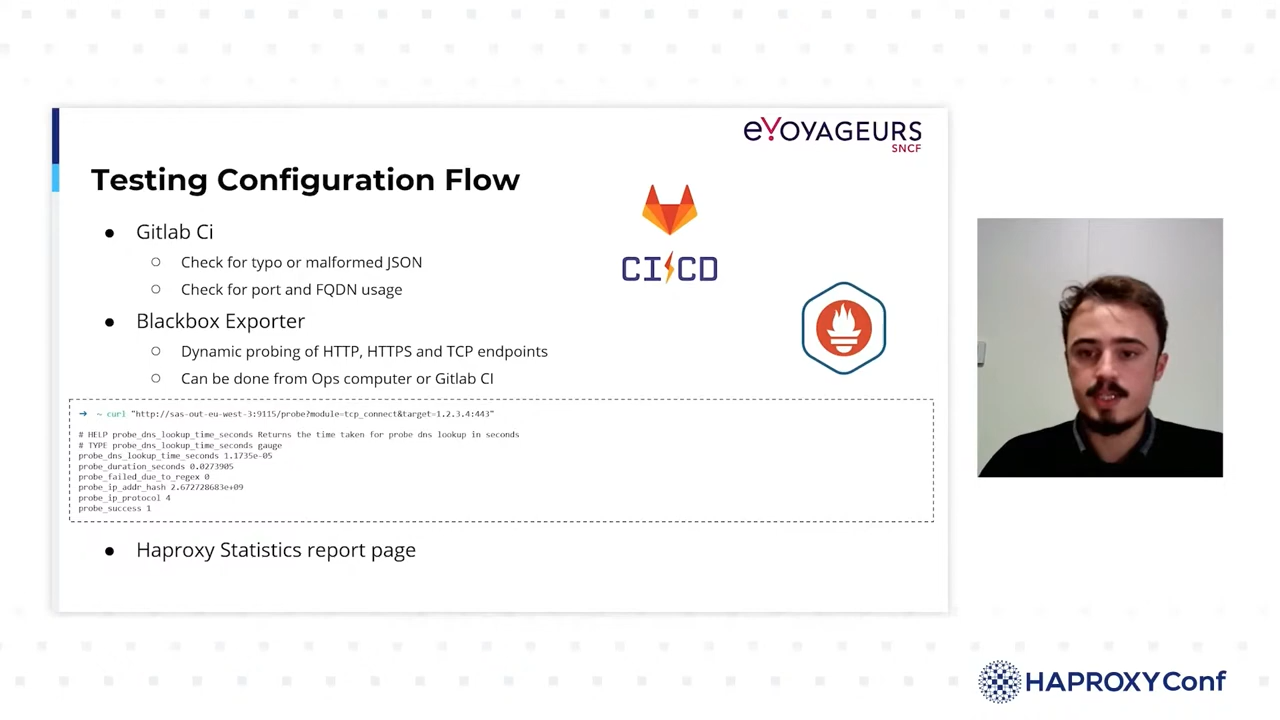 eVOYAGEURS
SNCF
Testing Configuration Flow
● Gitlab Ci
○ Check for typo or malformed JSON
○ Check for port and FQDN usage
CI/CD
● Blackbox Exporter
○ Dynamic probing of HTTP, HTTPS and TCP endpoints
○ Can be done from Ops computer or Gitlab CI
➜ ~ curl "http://sas-out-eu-west-3:9115/probe?module=tcp_connect&target=1.2.3.4:443"
# HELP probe_dns_lookup_time_seconds Returns the time taken for probe dns lookup in seconds
# TYPE probe_dns_lookup_time_seconds gauge
probe_dns_lookup_time_seconds 1.1735e-05
probe_duration_seconds 0.0273905
probe_failed_due_to_regex 0
probe_ip_addr_hash 2.672728683e+09
probe_ip_protocol 4
probe_success 1
● Haproxy Statistics report page
HAPROXYConf